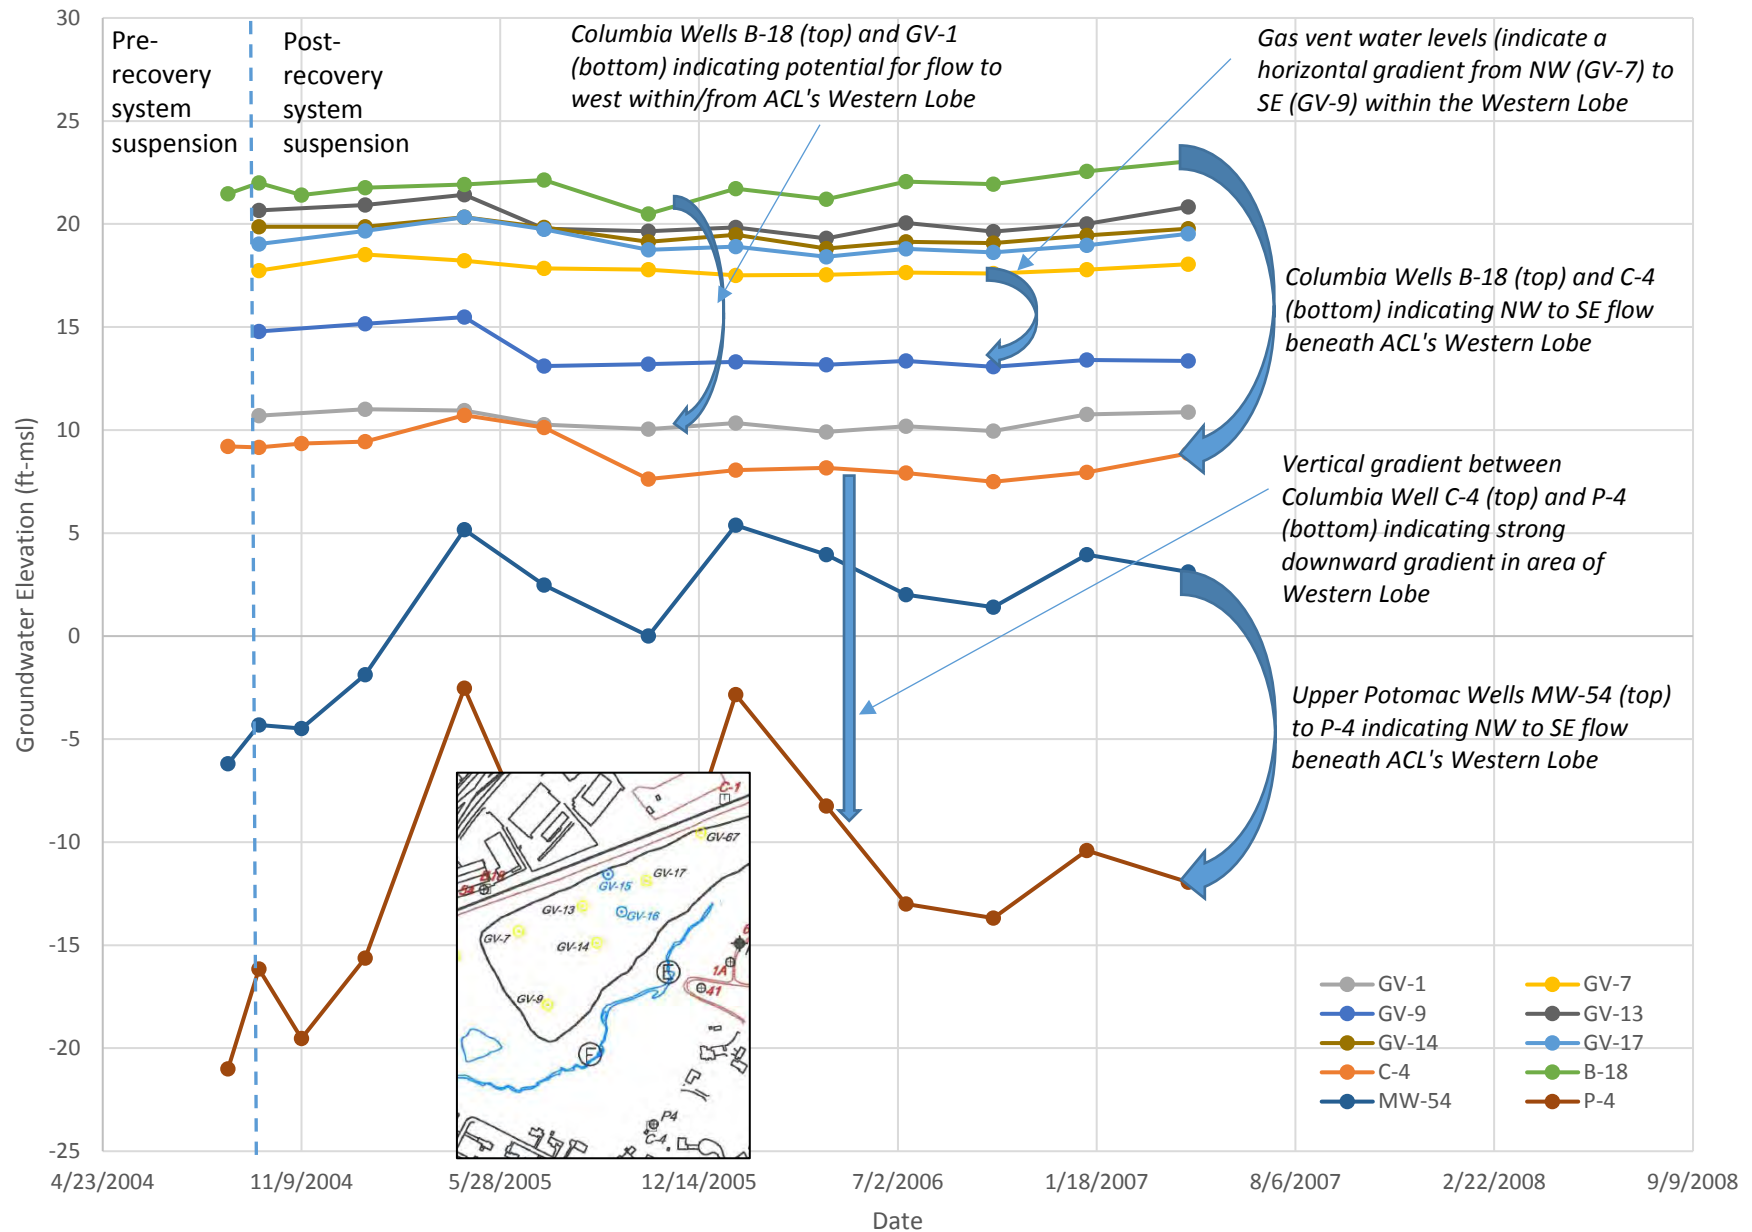 30
25
20
15
10
5
0
-5
-10
-15
-20
-25
Groundwater Elevation (ft-msl)
Pre-
recovery
system
suspension
Post-
recovery
system
suspension
Columbia Wells B-18 (top) and GV-1
(bottom) indicating potential for flow to
west within/from ACL's Western Lobe
Gas vent water levels (indicate a
horizontal gradient from NW (GV-7) to
SE (GV-9) within the Western Lobe
Columbia Wells B-18 (top) and C-4
(bottom) indicating NW to SE flow
beneath ACL's Western Lobe
Vertical gradient between
Columbia Well C-4 (top) and P-4
(bottom) indicating strong
downward gradient in area of
Western Lobe
Upper Potomac Wells MW-54 (top)
to P-4 indicating NW to SE flow
beneath ACL's Western Lobe
C-1
GV-67
B18
54
GV-15
GV-17
GV-13
GV-16
GV-7
GV-14
E
1A
41
GV-9
F
P4
C-4
GV-1
GV-7
GV-9
GV-13
GV-14
GV-17
C-4
B-18
MW-54
P-4
4/23/2004
11/9/2004
5/28/2005
12/14/2005
7/2/2006
1/18/2007
8/6/2007
2/22/2008
9/9/2008
Date